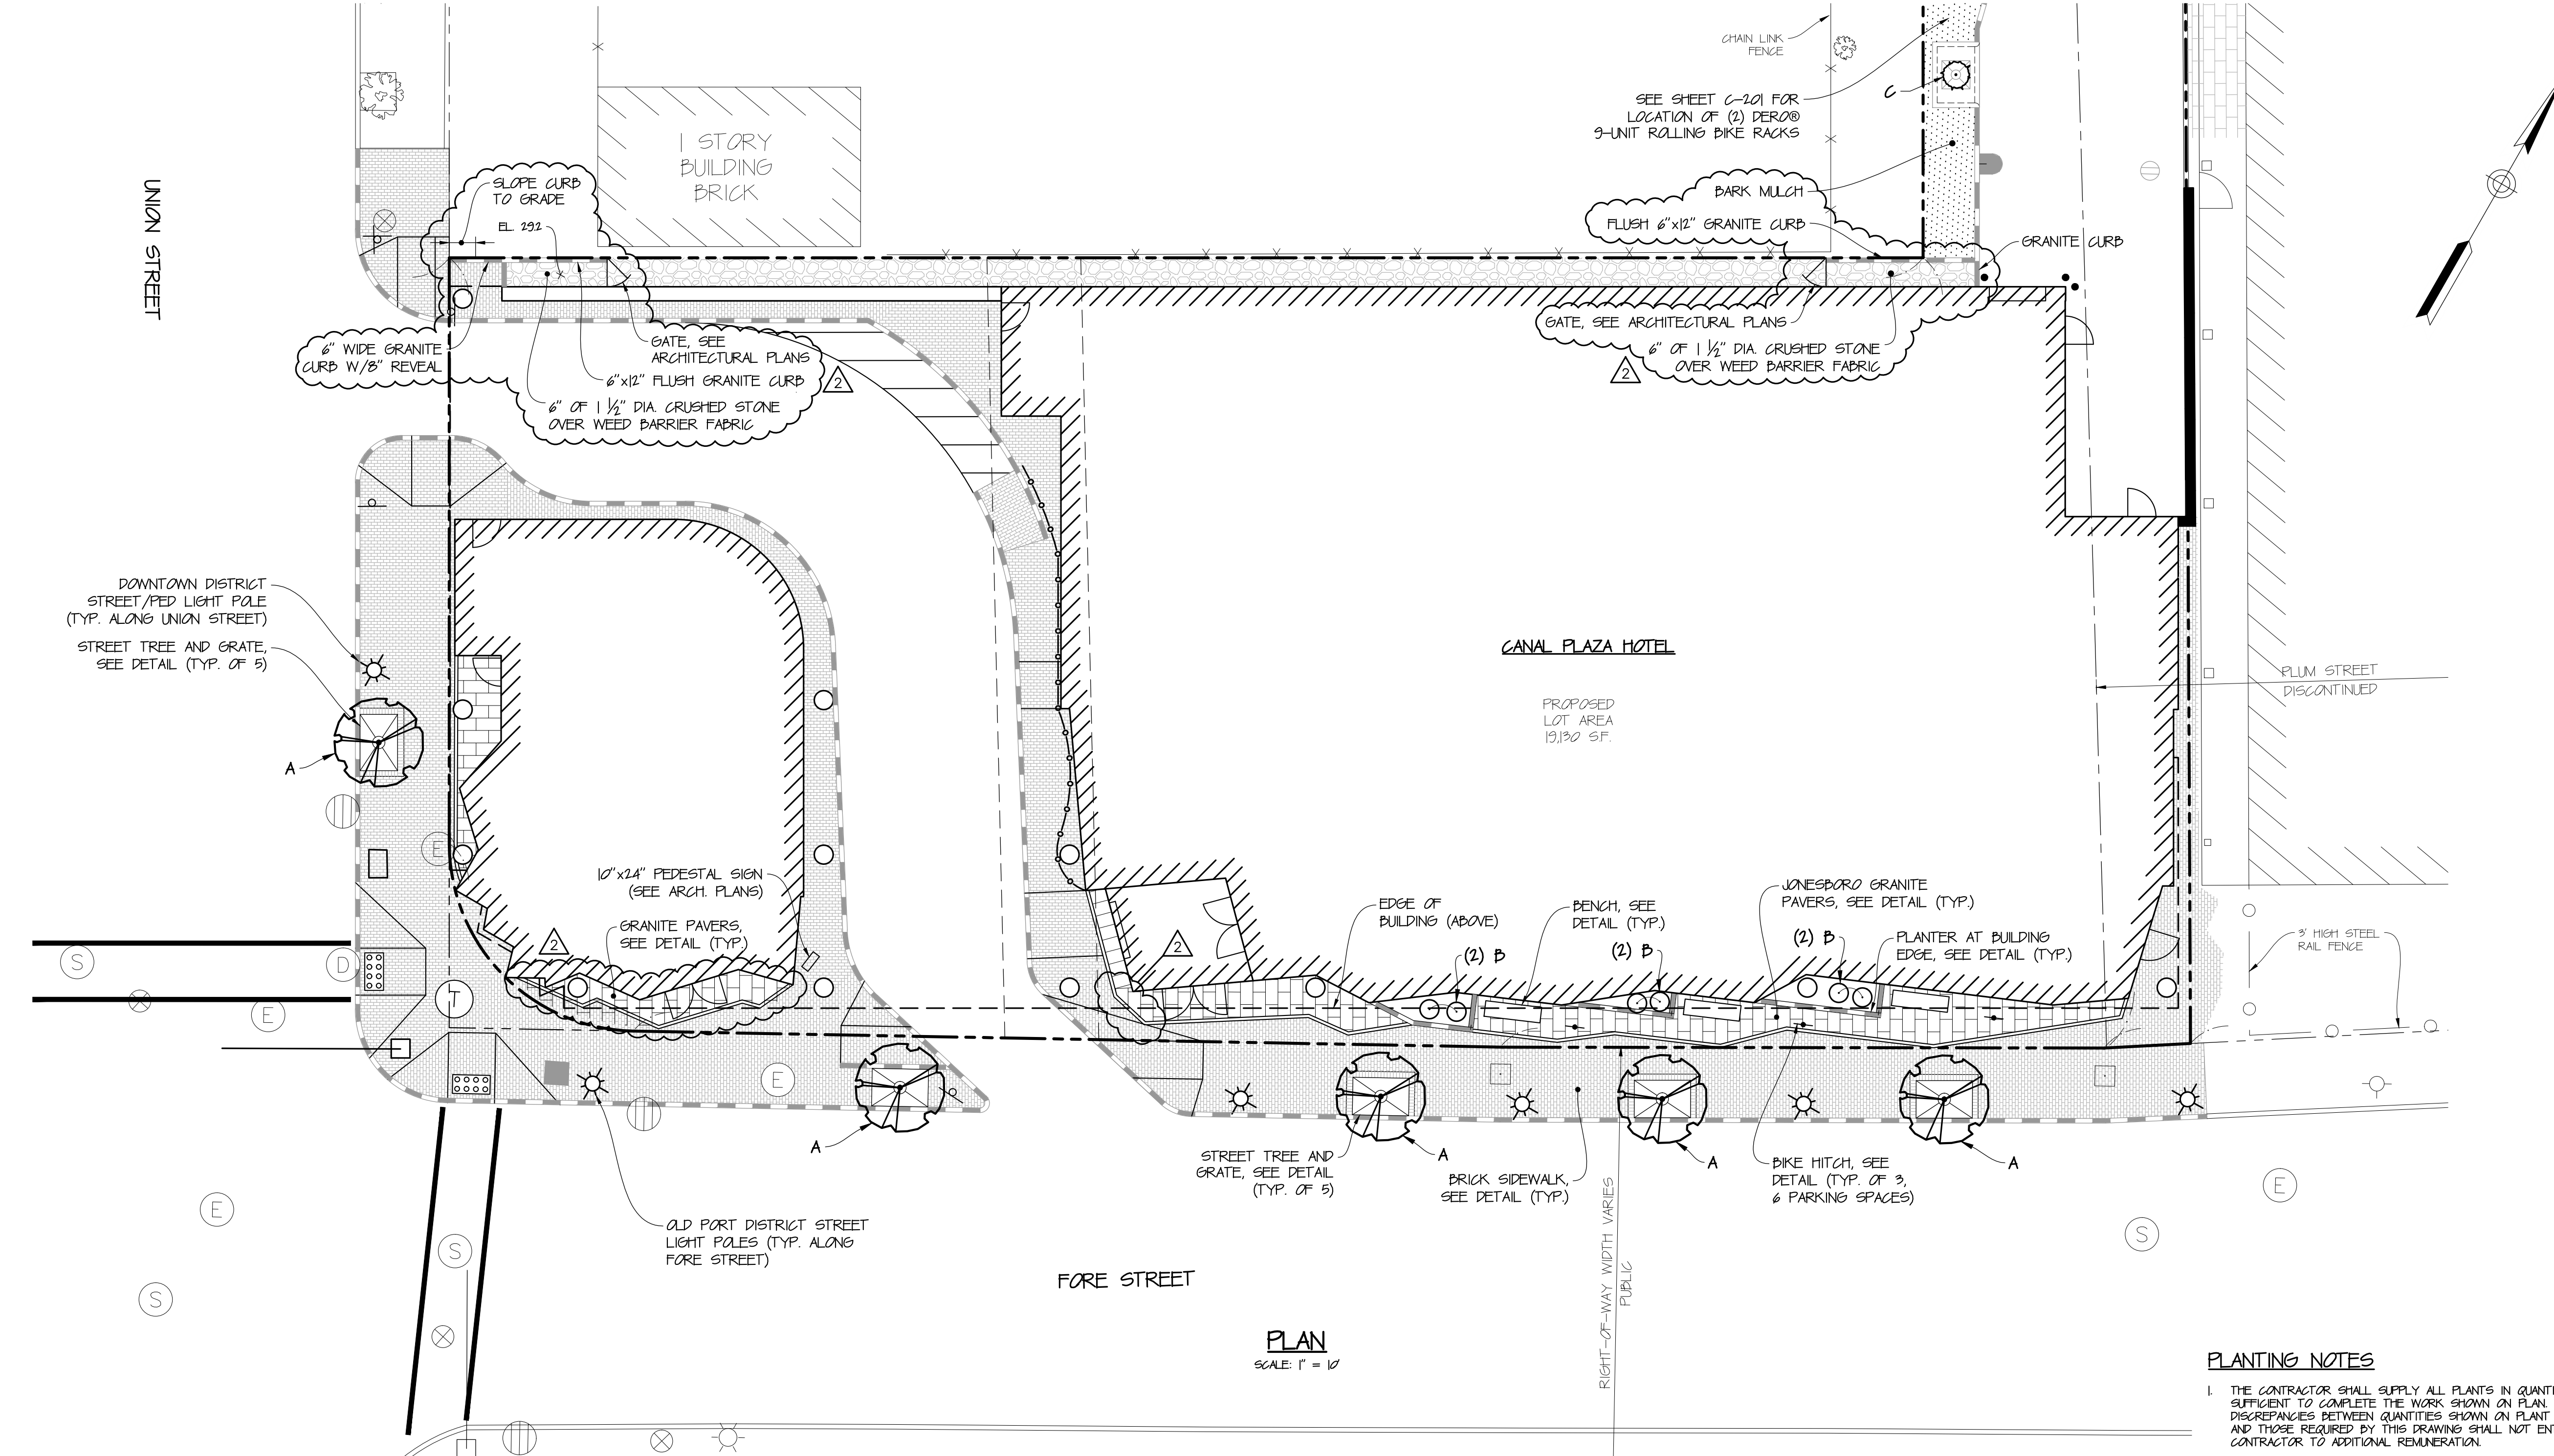 CHAIN LINK
FENCE
C
SEE SHEET C-201 FOR
LOCATION OF (2) DERO®
9-UNIT ROLLING BIKE RACKS
1 STORY
BUILDING
BRICK
UNION STREET
SLOPE CURB
TO GRADE
EL. 29.2
BARK MULCH
FLUSH 6"x12" GRANITE CURB
GRANITE CURB
6" WIDE GRANITE
CURB W/8" REVEAL
GATE, SEE
ARCHITECTURAL PLANS
6"x12" FLUSH GRANITE CURB
2
6" OF 1 1/2" DIA. CRUSHED STONE
OVER WEED BARRIER FABRIC
GATE, SEE ARCHITECTURAL PLANS
6" OF 1 1/2" DIA. CRUSHED STONE
OVER WEED BARRIER FABRIC
2
DOWNTOWN DISTRICT
STREET/PED LIGHT POLE
(TYP. ALONG UNION STREET)
STREET TREE AND GRATE,
SEE DETAIL (TYP. OF 5)
A
CANAL PLAZA HOTEL
PROPOSED
LOT AREA
19,130 S.F.
PLUM STREET
DISCONTINUED
E
10"x24" PEDESTAL SIGN
(SEE ARCH. PLANS)
2
GRANITE PAVERS,
SEE DETAIL (TYP.)
2
EDGE OF
BUILDING (ABOVE)
BENCH, SEE
DETAIL (TYP.)
JONESBORO GRANITE
PAVERS, SEE DETAIL (TYP.)
(2) B
(2) B
(2) B
PLANTER AT BUILDING
EDGE, SEE DETAIL (TYP.)
3' HIGH STEEL
RAIL FENCE
S
D
T
E
E
A
A
A
A
STREET TREE AND
GRATE, SEE DETAIL
(TYP. OF 5)
BRICK SIDEWALK,
SEE DETAIL (TYP.)
BIKE HITCH, SEE
DETAIL (TYP. OF 3,
6 PARKING SPACES)
E
E
S
S
S
OLD PORT DISTRICT STREET
LIGHT POLES (TYP. ALONG
FORE STREET)
FORE STREET
RIGHT-OF-WAY WIDTH VARIES
PUBLIC
PLAN
SCALE: 1" = 10'
PLANTING NOTES
1. THE CONTRACTOR SHALL SUPPLY ALL PLANTS IN QUANTI
SUFFICIENT TO COMPLETE THE WORK SHOWN ON PLAN.
DISCREPANCIES BETWEEN QUANTITIES SHOWN ON PLANT
AND THOSE REQUIRED BY THIS DRAWING SHALL NOT EN
CONTRACTOR TO ADDITIONAL REMUNERATION.